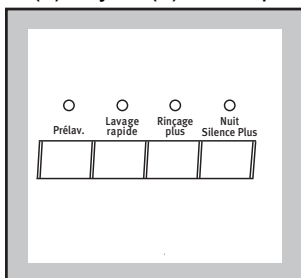 Prélav.
Lavage
rapide
Rinçage
plus
Nuit
Silence Plus